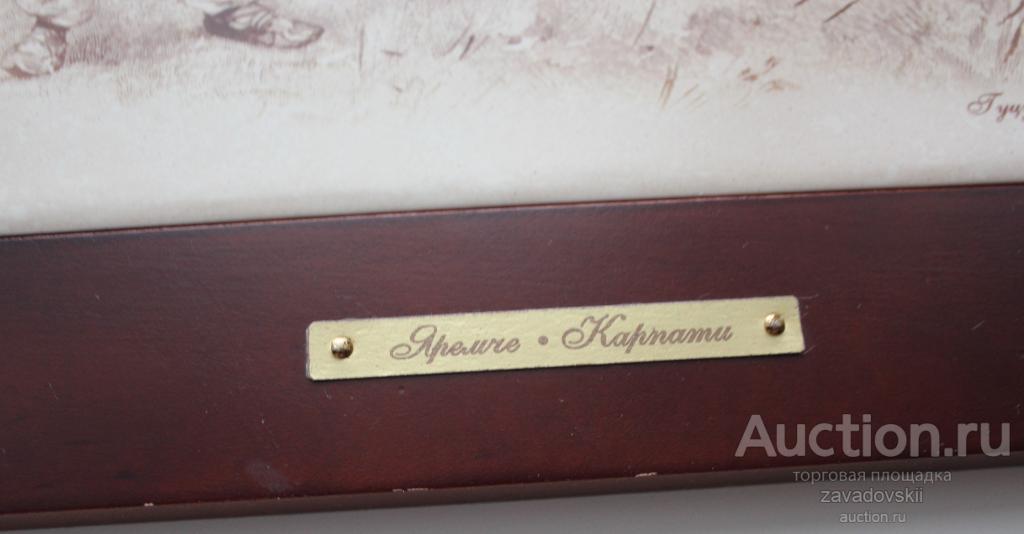 Яремче • Карпати
Auction.ru
торговая площадка
zavadovskii
auction.ru